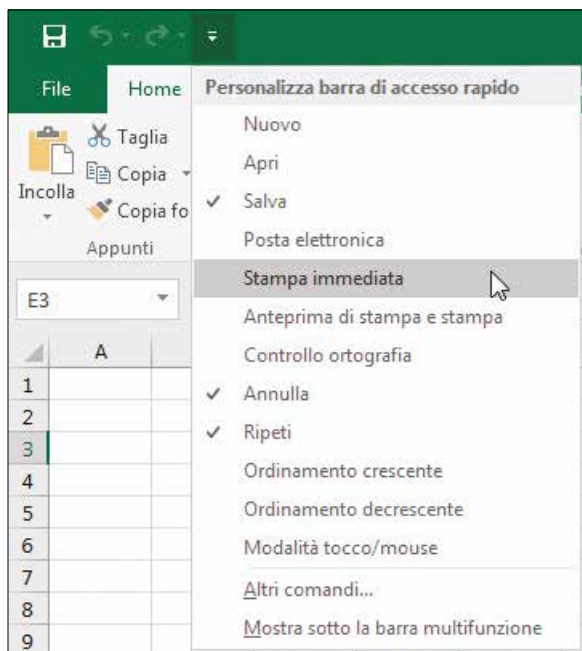 File Home
Personalizza barra di accesso rapido
Taglia
Copia
Copia fo
Incolla
Appunti
Nuovo
Apri
Salva
Posta elettronica
Stampa immediata
Anteprima di stampa e stampa
Controllo ortografia
Annulla
Ripeti
Ordinamento crescente
Ordinamento decrescente
Modalità tocco/mouse
Altri comandi...
Mostra sotto la barra multifunzione
E3
A
1
2
3
4
5
6
7
8
9